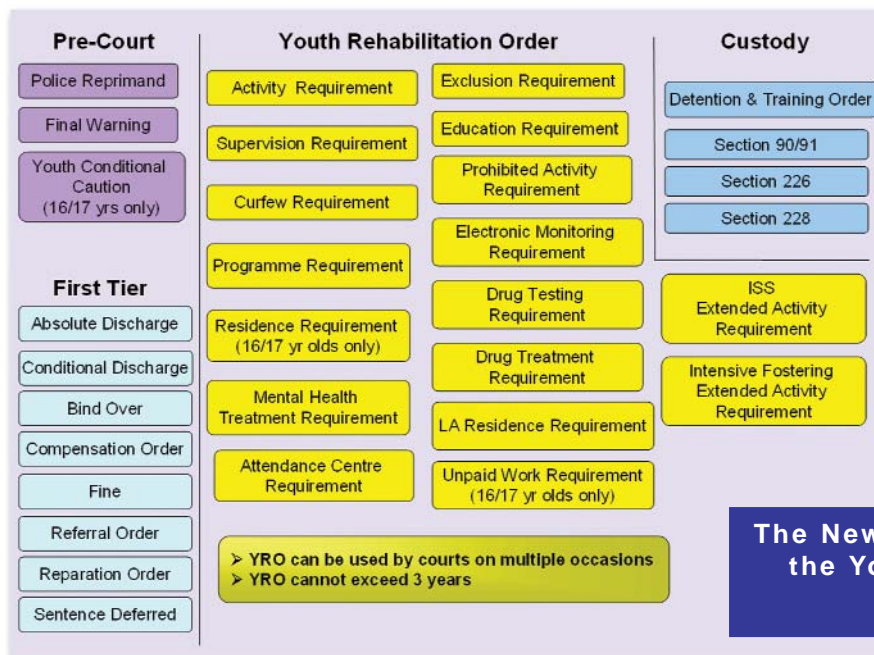 Pre-Court
Police Reprimand
Final Warning
Youth Conditional
Caution
(16/17 yrs only)
First Tier
Absolute Discharge
Conditional Discharge
Bind Over
Compensation Order
Fine
Referral Order
Reparation Order
Sentence Deferred
Youth Rehabilitation Order
Activity Requirement
Supervision Requirement
Curfew Requirement
Programme Requirement
Residence Requirement
(16/17 yr olds only)
Mental Health
Treatment Requirement
Attendance Centre
Requirement
Exclusion Requirement
Education Requirement
Prohibited Activity
Requirement
Electronic Monitoring
Requirement
Drug Testing
Requirement
Drug Treatment
Requirement
LA Residence Requirement
Unpaid Work Requirement
(16/17 yr olds only)
➢ YRO can be used by courts on multiple occasions
➢ YRO cannot exceed 3 years
Custody
Detention & Training Order
Section 90/91
Section 226
Section 228
ISS
Extended Activity
Requirement
Intensive Fostering
Extended Activity
Requirement
The New
the Yo